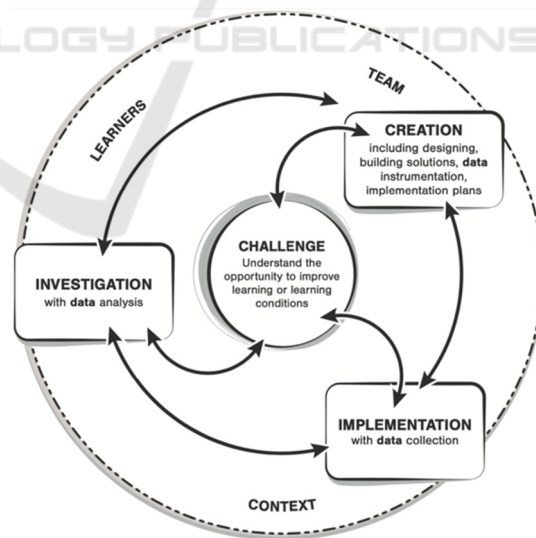 LOGY PUBLICATIONS
TEAM
LEARNERS
CREATION
including designing,
building solutions, data
instrumentation,
implementation plans
CHALLENGE
Understand the
opportunity to improve
learning or learning
conditions
INVESTIGATION
with data analysis
IMPLEMENTATION
with data collection
CONTEXT